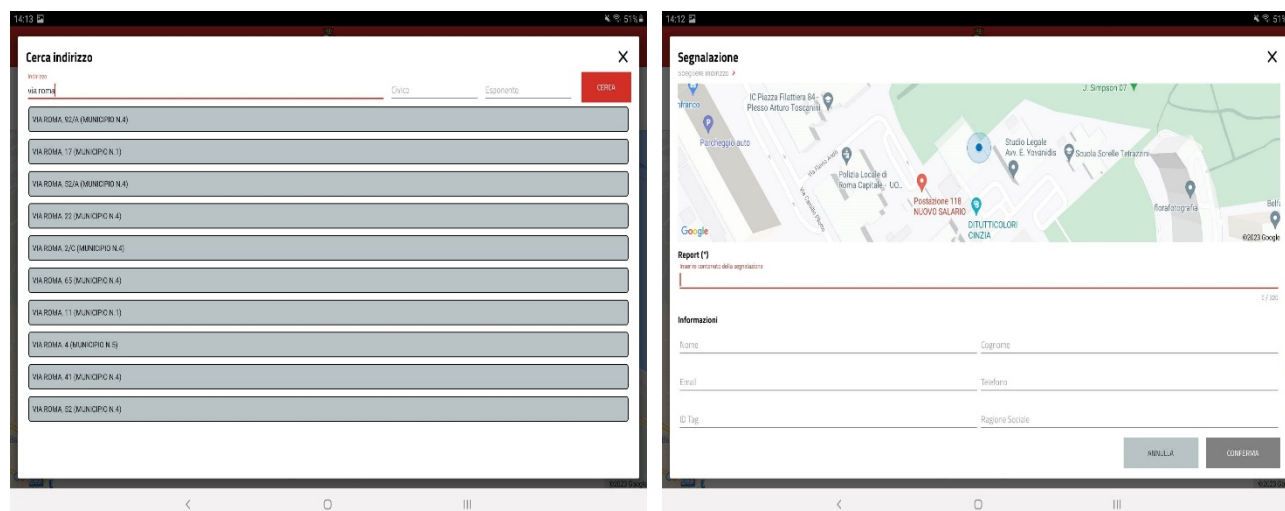 14:13
51%
Cerca indirizzo
X
Indirizzo
via roma
Civico
Esponente
CERCA
VIA ROMA, 92/A (MUNICIPIO N.4)
VIA ROMA, 17 (MUNICIPIO N.1)
VIA ROMA, 52/A (MUNICIPIO N.4)
VIA ROMA, 22 (MUNICIPIO N.4)
VIA ROMA, 2/C (MUNICIPIO N.4)
VIA ROMA, 65 (MUNICIPIO N.4)
VIA ROMA, 11 (MUNICIPIO N.1)
VIA ROMA, 4 (MUNICIPIO N.5)
VIA ROMA, 41 (MUNICIPIO N.4)
VIA ROMA, 52 (MUNICIPIO N.4)
©2023 Google
14:12
51%
Segnalazione
X
Scegliere indirizzo >
IC Piazza Filattiera 84-
Plesso Arturo Toscanini
J. Simpson 07
nfranco
Parcheggio auto
Studio Legale
Avv. E. Yovanidis
Scuola Sorelle Tetrazzini
Polizia Locale di
Roma Capitale - UO...
Postazione 118
NUOVO SALARIO
DITUTTICOLORI
CINZIA
florafotografia
Google
©2023 Google
Report (*)
Inserire contenuto della segnalazione
Informazioni
Nome
Cognome
Email
Telefono
ID Tag
Ragione Sociale
ANNULLA
CONFERMA